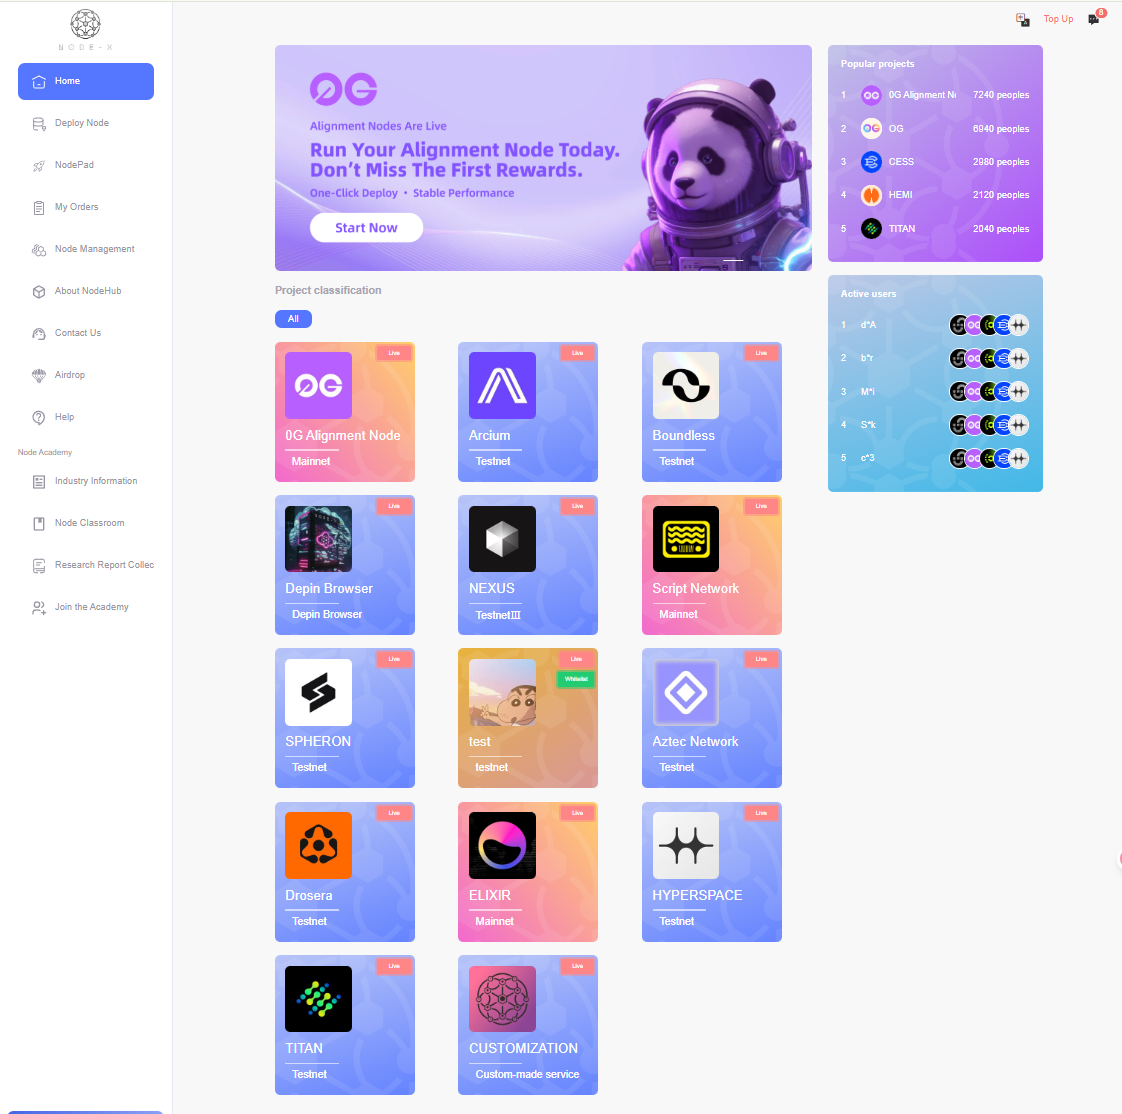 NODE-X
Home
Deploy Node
NodePad
My Orders
Node Management
About NodeHub
Contact Us
Airdrop
Help
Node Academy
Industry Information
Node Classroom
Research Report Collec
Join the Academy
Top Up
8
0G
Alignment Nodes Are Live
Run Your Alignment Node Today.
Don't Miss The First Rewards.
One-Click Deploy • Stable Performance
Start Now
Popular projects
1 0G Alignment No 7240 peoples
2 OG 6940 peoples
3 CESS 2980 peoples
4 HEMI 2120 peoples
5 TITAN 2040 peoples
Active users
1 d*A
2 b*r
3 M*i
4 S*k
5 c*3
Project classification
All
Live
0G
0G Alignment Node
Mainnet
Live
Arcium
Testnet
Live
Boundless
Testnet
Live
Depin Browser
Depin Browser
Live
NEXUS
TestnetⅢ
Live
Script Network
Mainnet
Live
SPHERON
Testnet
Live
Whitelist
test
testnet
Live
Aztec Network
Testnet
Live
Drosera
Testnet
Live
ELIXIR
Mainnet
Live
HYPERSPACE
Testnet
Live
TITAN
Testnet
Live
CUSTOMIZATION
Custom-made service